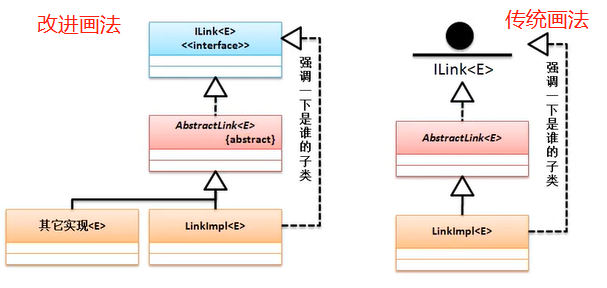 改进画法
ILink<E>
<<interface>>
强调一下是谁的子类
AbstractLink<E>
{abstract}
其它实现<E>
LinkImpl<E>
传统画法
ILink<E>
强调一下是谁的子类
AbstractLink<E>
LinkImpl<E>